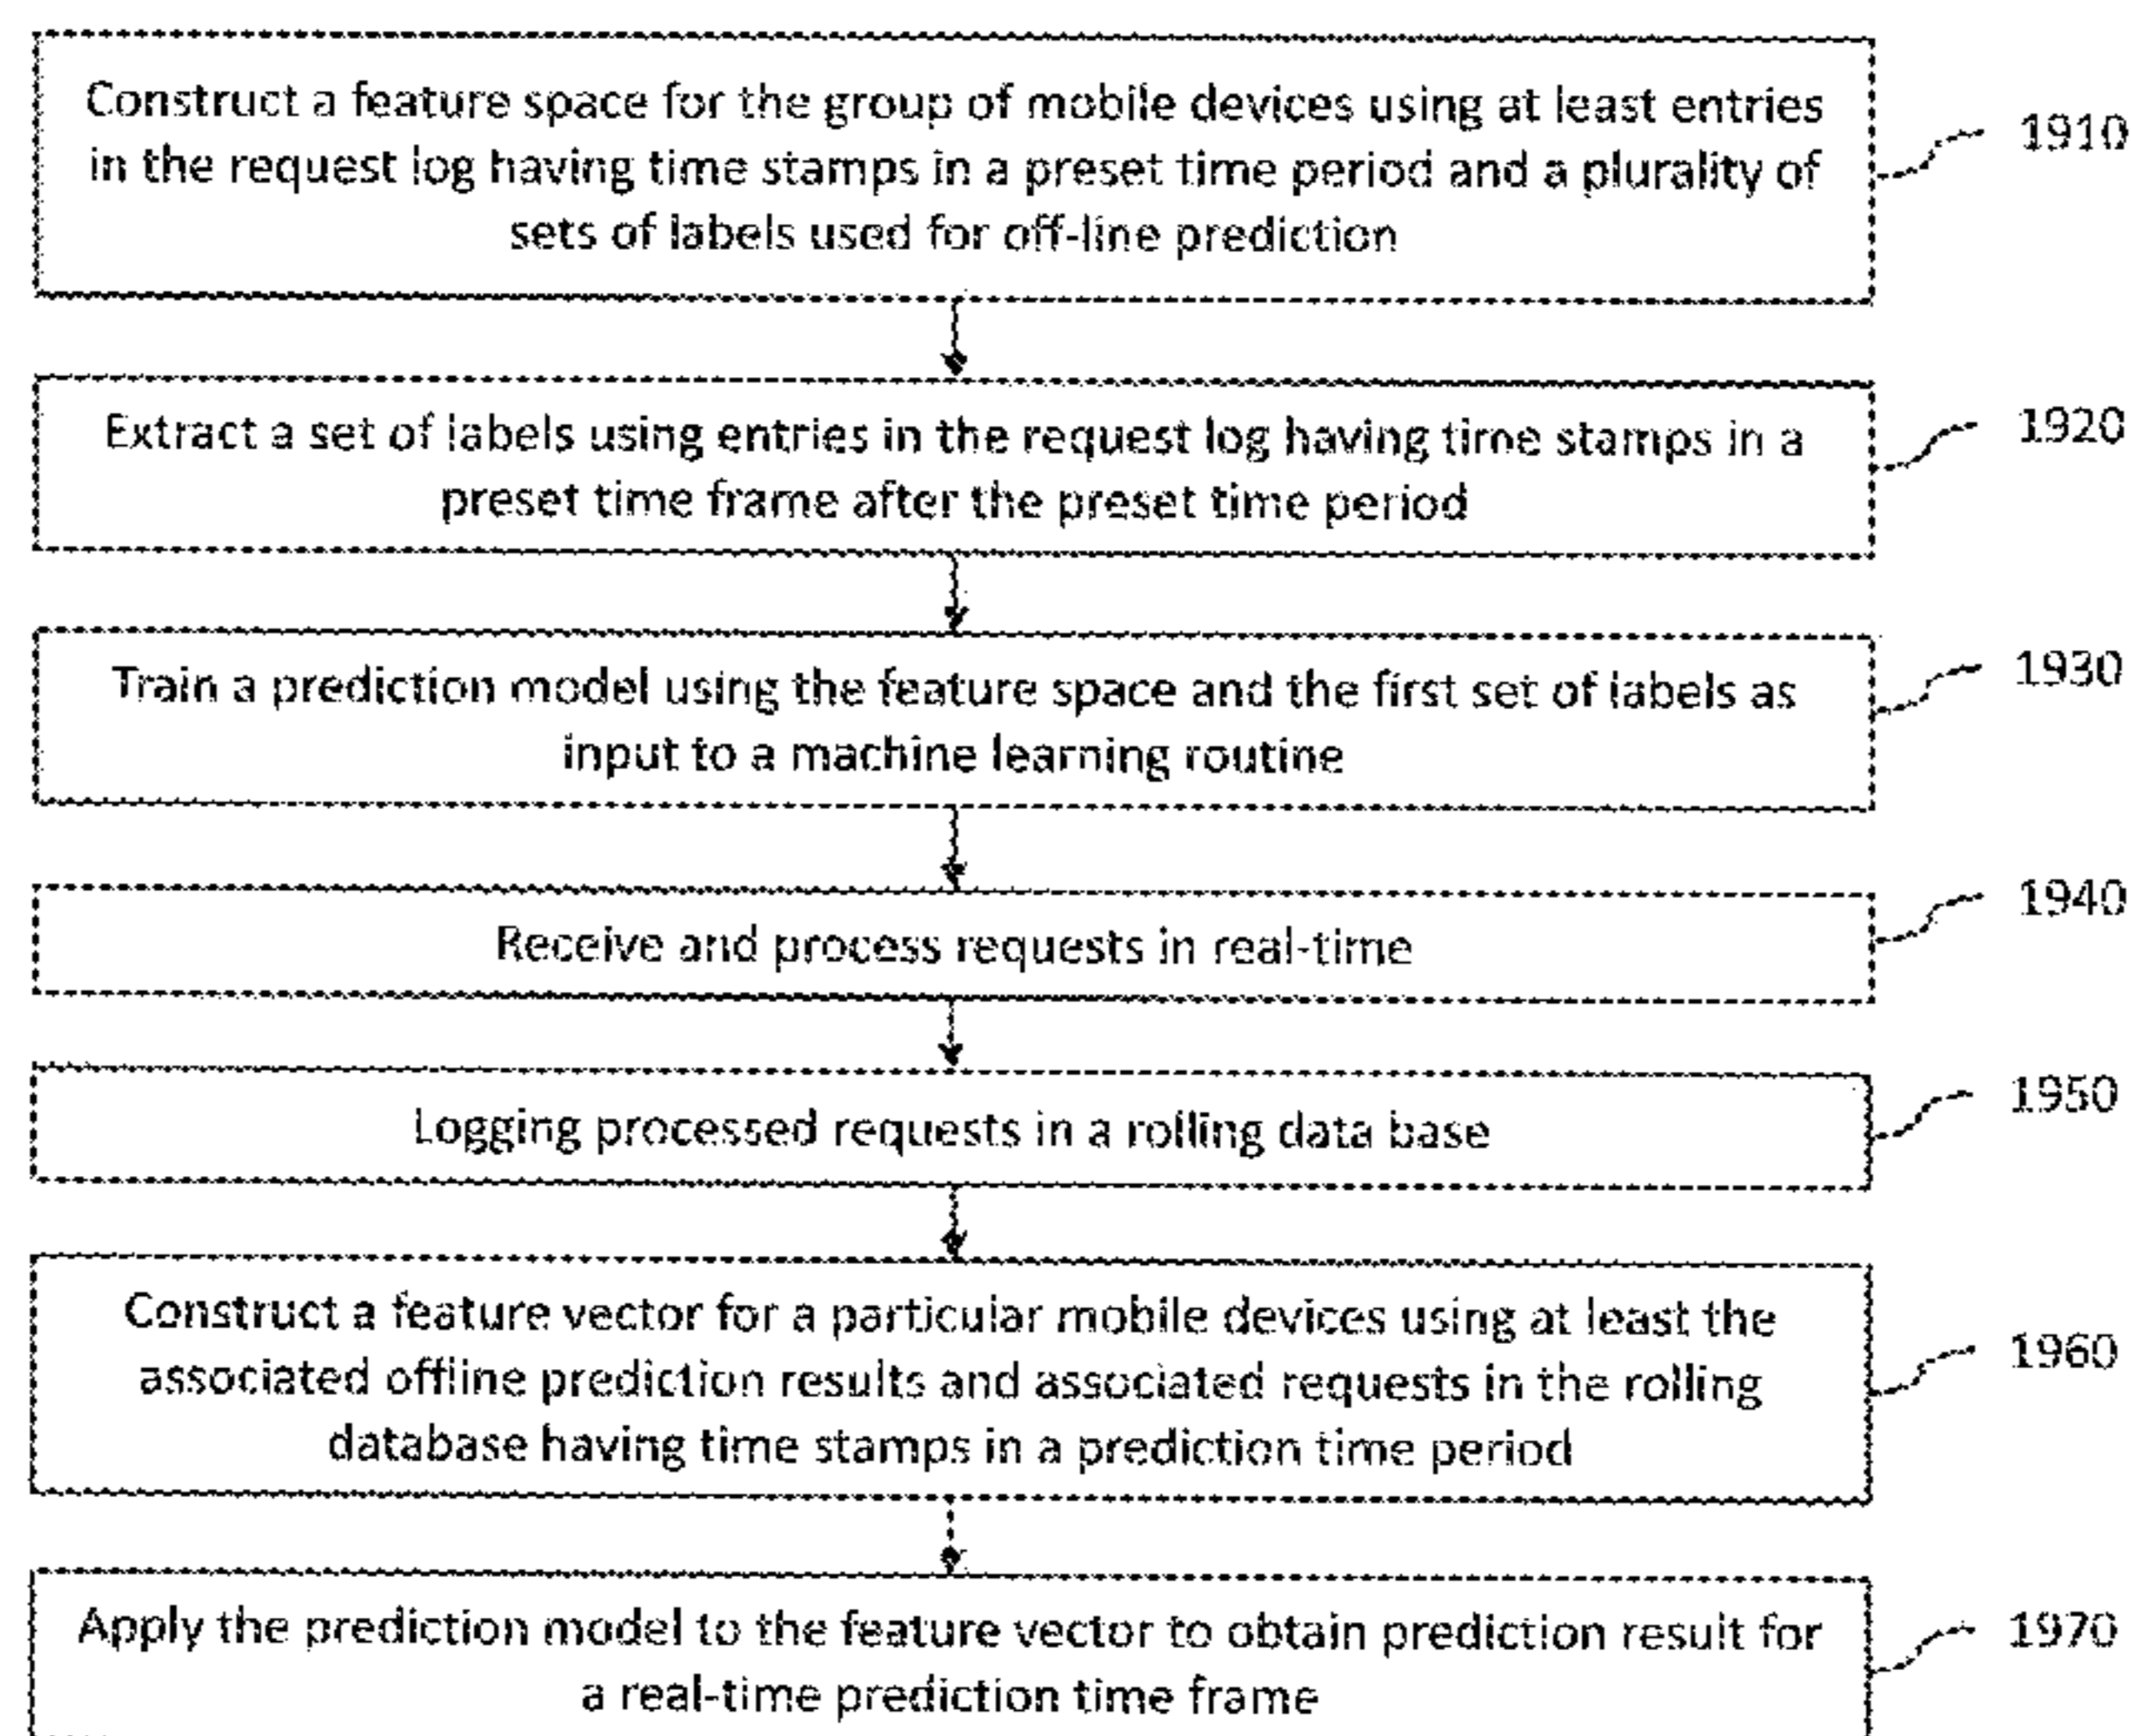 Construct a feature space for the group of mobile devices using at least entries
in the request log having time stamps in a preset time period and a plurality of
sets of labels used for off-line prediction
1910
Extract a set of labels using entries in the request log having time stamps in a
preset time frame after the preset time period
1920
Train a prediction model using the feature space and the first set of labels as
input to a machine learning routine
1930
Receive and process requests in real-time
1940
Logging processed requests in a rolling data base
1950
Construct a feature vector for a particular mobile devices using at least the
associated offline prediction results and associated requests in the rolling
database having time stamps in a prediction time period
1960
Apply the prediction model to the feature vector to obtain prediction result for
a real-time prediction time frame
1970